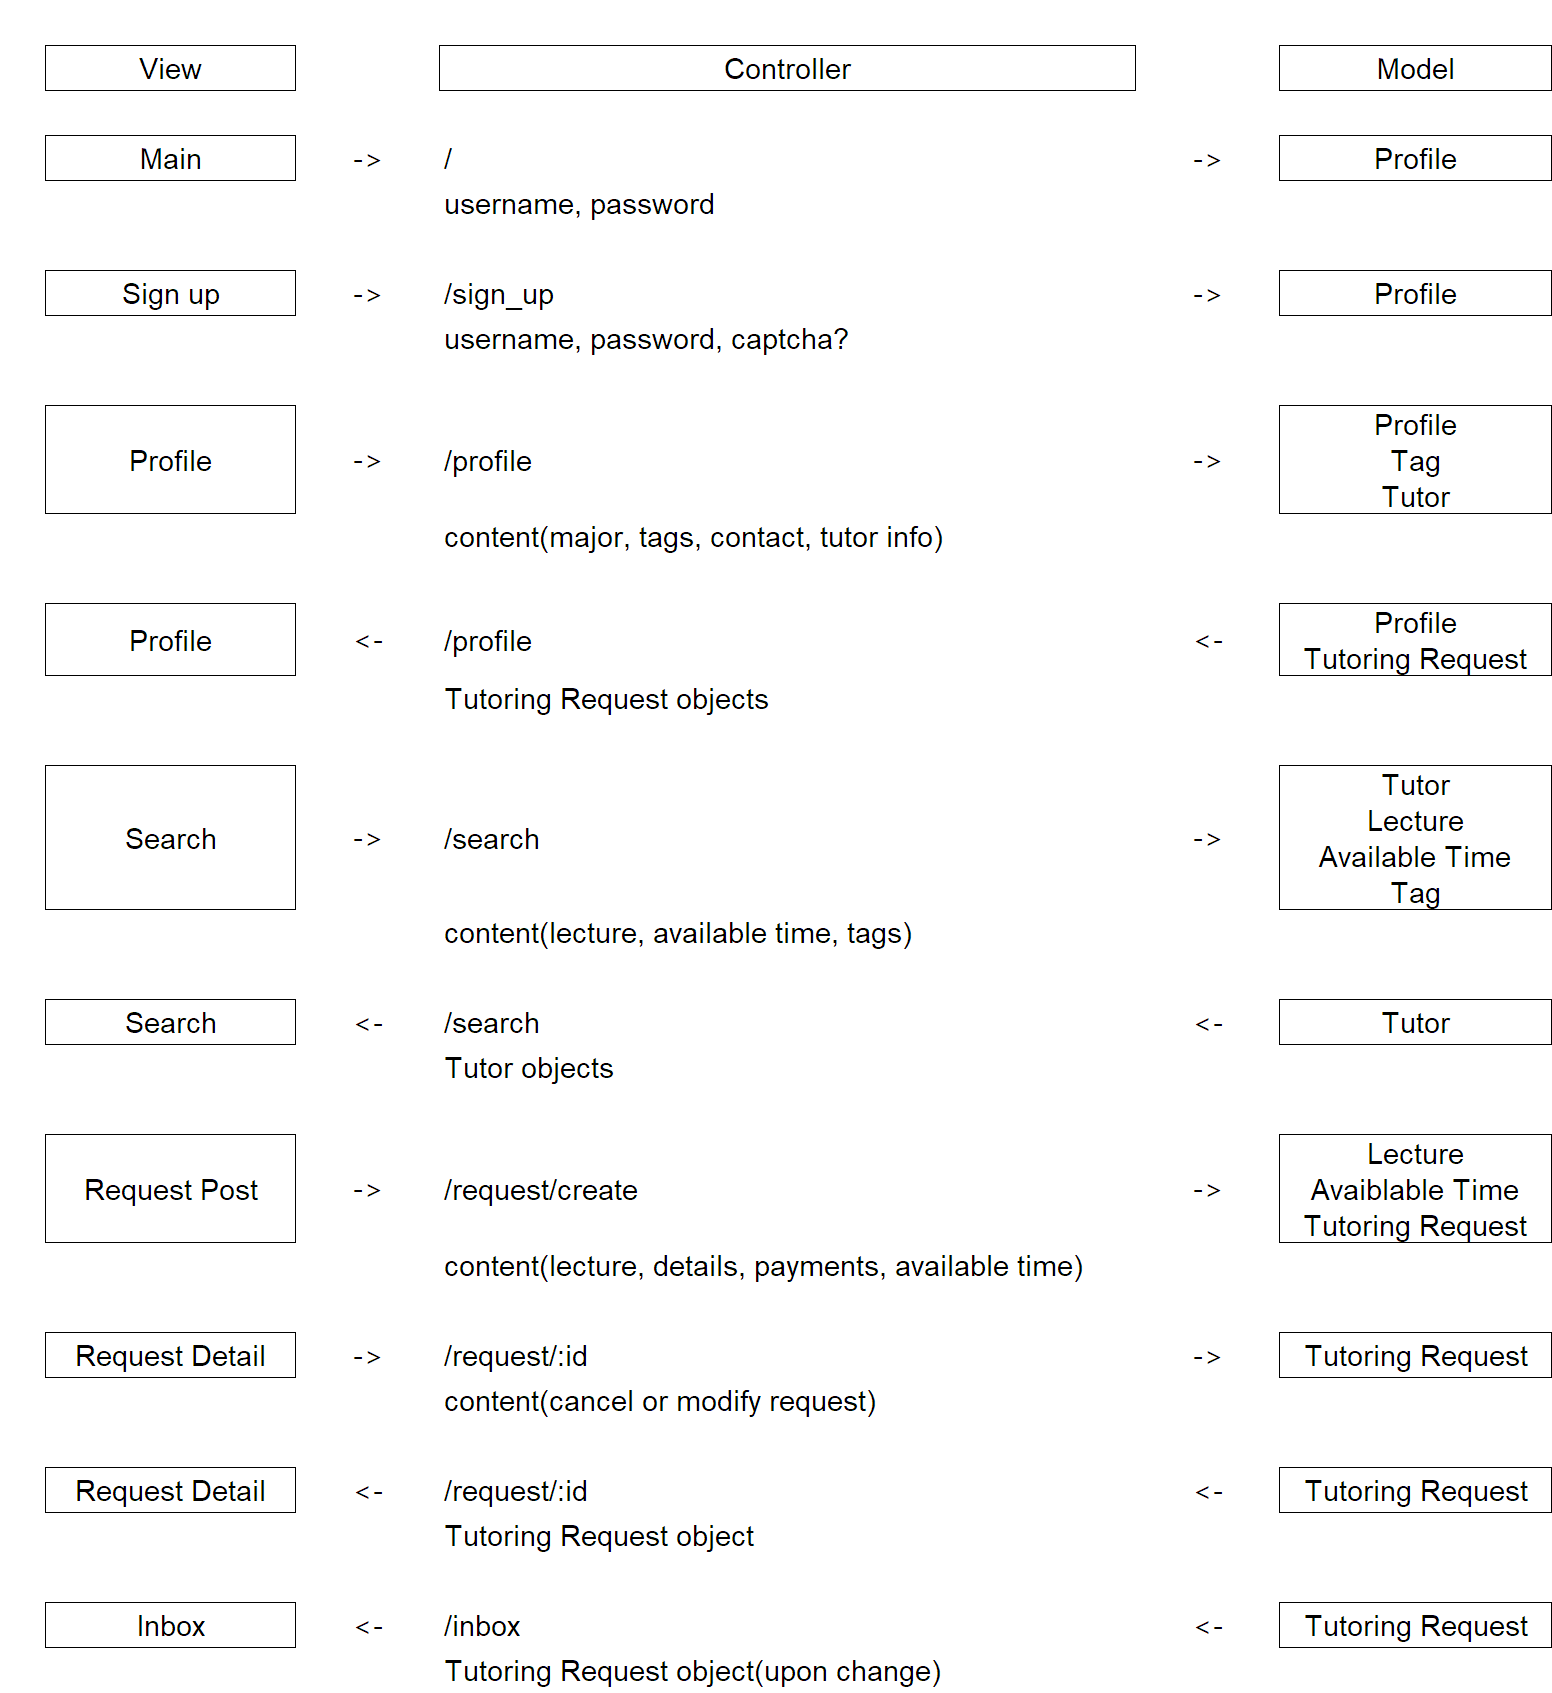 View Controller Model
Main -> / -> Profile
username, password
Sign up -> /sign_up -> Profile
username, password, captcha?
Profile
Tag
Tutor
Profile -> /profile ->
content(major, tags, contact, tutor info)
Profile
Tutoring Request
Profile <- /profile <-
Tutoring Request objects
Tutor
Lecture
Available Time
Tag
Search -> /search ->
content(lecture, available time, tags)
Search <- /search <- Tutor
Tutor objects
Lecture
Avaiblable Time
Tutoring Request
Request Post -> /request/create ->
content(lecture, details, payments, available time)
Request Detail -> /request/:id -> Tutoring Request
content(cancel or modify request)
Request Detail <- /request/:id <- Tutoring Request
Tutoring Request object
Inbox <- /inbox <- Tutoring Request
Tutoring Request object(upon change)